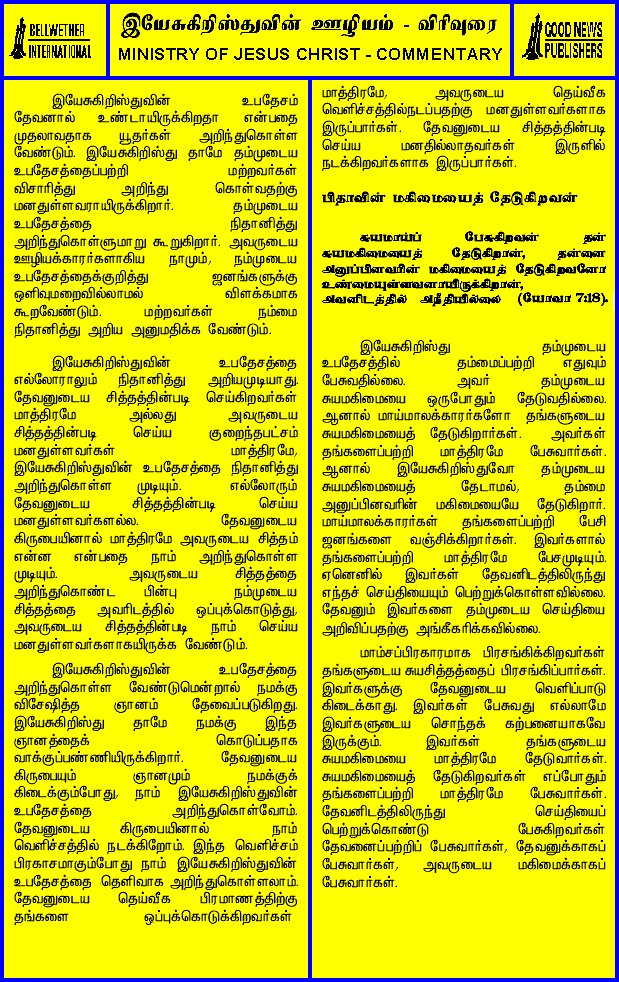 BELLWETHER
INTERNATIONAL
இயேசுகிறிஸ்துவின் ஊழியம் - விரிவுரை
MINISTRY OF JESUS CHRIST - COMMENTARY
GOOD NEWS
PUBLISHERS
இயேசுகிறிஸ்துவின் உபதேசம்
தேவனால் உண்டாயிருக்கிறதா என்பதை
முதலாவதாக யூதர்கள் அறிந்துகொள்ள
வேண்டும். இயேசுகிறிஸ்து தாமே தம்முடைய
உபதேசத்தைப்பற்றி மற்றவர்கள்
விசாரித்து அறிந்து கொள்வதற்கு
மனதுள்ளவராயிருக்கிறார். தம்முடைய
உபதேசத்தை நிதானித்து
அறிந்துகொள்ளுமாறு கூறுகிறார். அவருடைய
ஊழியக்காரர்களாகிய நாமும், நம்முடைய
உபதேசத்தைக்குறித்து ஜனங்களுக்கு
ஒளிவுமறைவில்லாமல் விளக்கமாக
கூறவேண்டும். மற்றவர்கள் நம்மை
நிதானித்து அறிய அனுமதிக்க வேண்டும்.
இயேசுகிறிஸ்துவின் உபதேசத்தை
எல்லோராலும் நிதானித்து அறியமுடியாது.
தேவனுடைய சித்தத்தின்படி செய்கிறவர்கள்
மாத்திரமே அல்லது அவருடைய
சித்தத்தின்படி செய்ய குறைந்தபட்சம்
மனதுள்ளவர்கள் மாத்திரமே,
இயேசுகிறிஸ்துவின் உபதேசத்தை நிதானித்து
அறிந்துகொள்ள முடியும். எல்லோரும்
தேவனுடைய சித்தத்தின்படி செய்ய
மனதுள்ளவர்களல்ல. தேவனுடைய
கிருபையினால் மாத்திரமே அவருடைய சித்தம்
என்ன என்பதை நாம் அறிந்துகொள்ள
முடியும். அவருடைய சித்தத்தை
அறிந்துகொண்ட பின்பு நம்முடைய
சித்தத்தை அவரிடத்தில் ஒப்புக்கொடுத்து,
அவருடைய சித்தத்தின்படி நாம் செய்ய
மனதுள்ளவர்களாகயிருக்க வேண்டும்.
இயேசுகிறிஸ்துவின் உபதேசத்தை
அறிந்துகொள்ள வேண்டுமென்றால் நமக்கு
விசேஷித்த ஞானம் தேவைப்படுகிறது.
இயேசுகிறிஸ்து தாமே நமக்கு இந்த
ஞானத்தைக் கொடுப்பதாக
வாக்குப்பண்ணியிருக்கிறார். தேவனுடைய
கிருபையும் ஞானமும் நமக்குக்
கிடைக்கும்போது, நாம் இயேசுகிறிஸ்துவின்
உபதேசத்தை அறிந்துகொள்வோம்.
தேவனுடைய கிருபையினால் நாம்
வெளிச்சத்தில் நடக்கிறோம். இந்த வெளிச்சம்
பிரகாசமாகும்போது நாம் இயேசுகிறிஸ்துவின்
உபதேசத்தை தெளிவாக அறிந்துகொள்ளலாம்.
தேவனுடைய தெய்வீக பிரமாணத்திற்கு
தங்களை ஒப்புக்கொடுக்கிறவர்கள்
மாத்திரமே, அவருடைய தெய்வீக
வெளிச்சத்தில்நடப்பதற்கு மனதுள்ளவர்களாக
இருப்பார்கள். தேவனுடைய சித்தத்தின்படி
செய்ய மனதில்லாதவர்கள் இருளில்
நடக்கிறவர்களாக இருப்பார்கள்.
பிதாவின் மகிமையைத் தேடுகிறவன்
சுயமாய்ப் பேசுகிறவன் தன்
சுயமகிமையைத் தேடுகிறான், தன்னை
அனுப்பினவரின் மகிமையைத் தேடுகிறவனோ
உண்மையுள்ளவனாயிருக்கிறான்,
அவனிடத்தில் அநீதியில்லை (யோவா 7:18).
இயேசுகிறிஸ்து தம்முடைய
உபதேசத்தில் தம்மைப்பற்றி எதுவும்
பேசுவதில்லை. அவர் தம்முடைய
சுயமகிமையை ஒருபோதும் தேடுவதில்லை.
ஆனால் மாய்மாலக்காரர்களோ தங்களுடைய
சுயமகிமையைத் தேடுகிறார்கள். அவர்கள்
தங்களைப்பற்றி மாத்திரமே பேசுவார்கள்.
ஆனால் இயேசுகிறிஸ்துவோ தம்முடைய
சுயமகிமையைத் தேடாமல், தம்மை
அனுப்பினவரின் மகிமையையே தேடுகிறார்.
மாய்மாலக்காரர்கள் தங்களைப்பற்றி பேசி
ஜனங்களை வஞ்சிக்கிறார்கள். இவர்களால்
தங்களைப்பற்றி மாத்திரமே பேசமுடியும்.
ஏனெனில் இவர்கள் தேவனிடத்திலிருந்து
எந்தச் செய்தியையும் பெற்றுக்கொள்ளவில்லை.
தேவனும் இவர்களை தம்முடைய செய்தியை
அறிவிப்பதற்கு அங்கீகரிக்கவில்லை.
மாம்சப்பிரகாரமாக பிரசங்கிக்கிறவர்கள்
தங்களுடைய சுயசித்தத்தைப் பிரசங்கிப்பார்கள்.
இவர்களுக்கு தேவனுடைய வெளிப்பாடு
கிடைக்காது. இவர்கள் பேசுவது எல்லாமே
இவர்களுடைய சொந்தக் கற்பனையாகவே
இருக்கும். இவர்கள் தங்களுடைய
சுயமகிமையை மாத்திரமே தேடுவார்கள்.
சுயமகிமையைத் தேடுகிறவர்கள் எப்போதும்
தங்களைப்பற்றி மாத்திரமே பேசுவார்கள்.
தேவனிடத்திலிருந்து செய்தியைப்
பெற்றுக்கொண்டு பேசுகிறவர்கள்
தேவனைப்பற்றிப் பேசுவார்கள், தேவனுக்காகப்
பேசுவார்கள், அவருடைய மகிமைக்காகப்
பேசுவார்கள்.